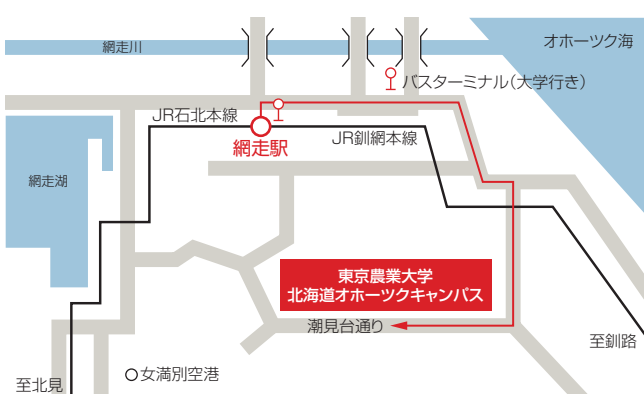 オホーツク海
網走川
バスターミナル(大学行き)
JR石北本線
JR釧網本線
網走駅
網走湖
東京農業大学
北海道オホーツクキャンパス
潮見台通り
至釧路
女満別空港
至北見